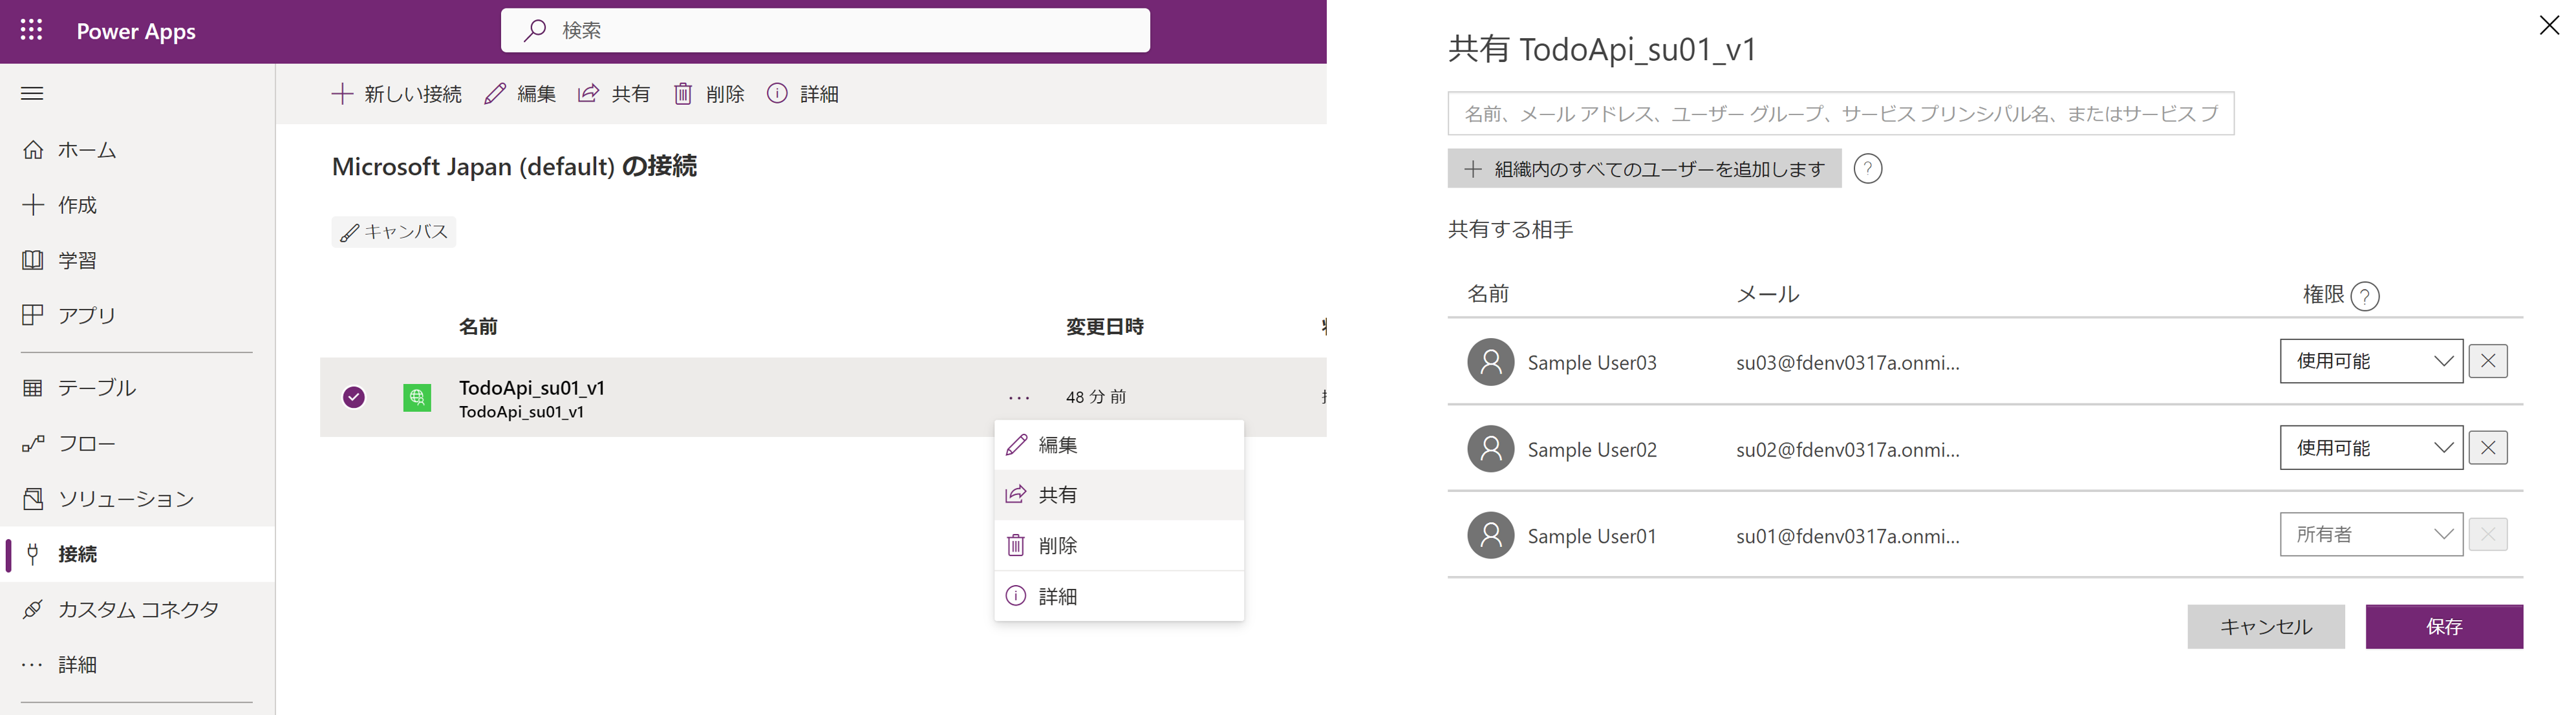 Power Apps
検索
新しい接続 編集 共有 削除 詳細
ホーム
作成
学習
アプリ
テーブル
フロー
ソリューション
接続
カスタム コネクタ
詳細
Microsoft Japan (default) の接続
キャンバス
名前 変更日時
TodoApi_su01_v1
TodoApi_su01_v1
48 分 前
編集
共有
削除
詳細
共有 TodoApi_su01_v1
名前、メール アドレス、ユーザー グループ、サービス プリンシパル名、またはサービス プ
組織内のすべてのユーザーを追加します
共有する相手
名前 メール 権限
Sample User03 su03@fdenv0317a.onmi... 使用可能
Sample User02 su02@fdenv0317a.onmi... 使用可能
Sample User01 su01@fdenv0317a.onmi... 所有者
キャンセル 保存